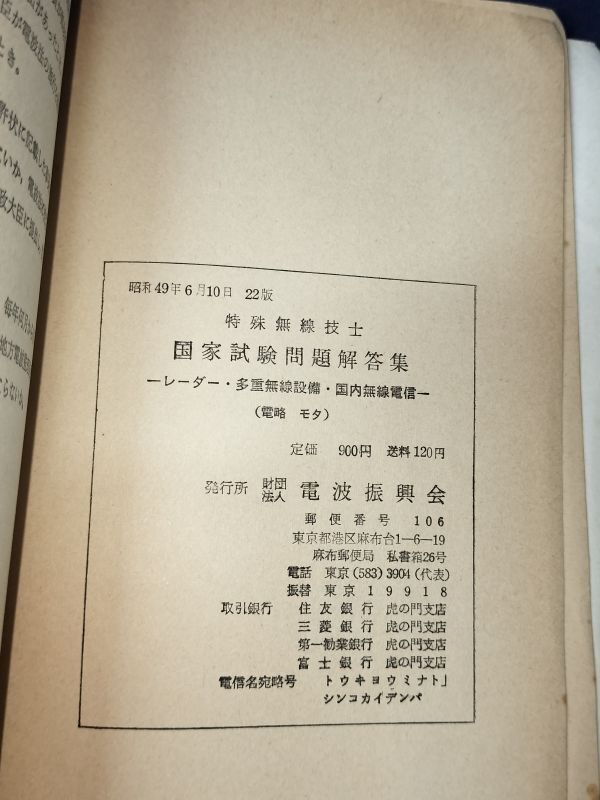 昭和49年6月10日 22版
特殊無線技士
国家試験問題解答集
―レーダー・多重無線設備・国内無線電信―
(電略 モタ)
定価 900円 送料120円
発行所 財団法人 電波振興会
郵便番号 106
東京都港区麻布台1―6―19
麻布郵便局 私書箱26号
電話 東京(583)3904(代表)
振替 東京 19918
取引銀行 住友銀行 虎の門支店
三菱銀行 虎の門支店
第一勧業銀行 虎の門支店
富士銀行 虎の門支店
電信名宛略号 トウキヨウミナト」
シンコカイデンパ